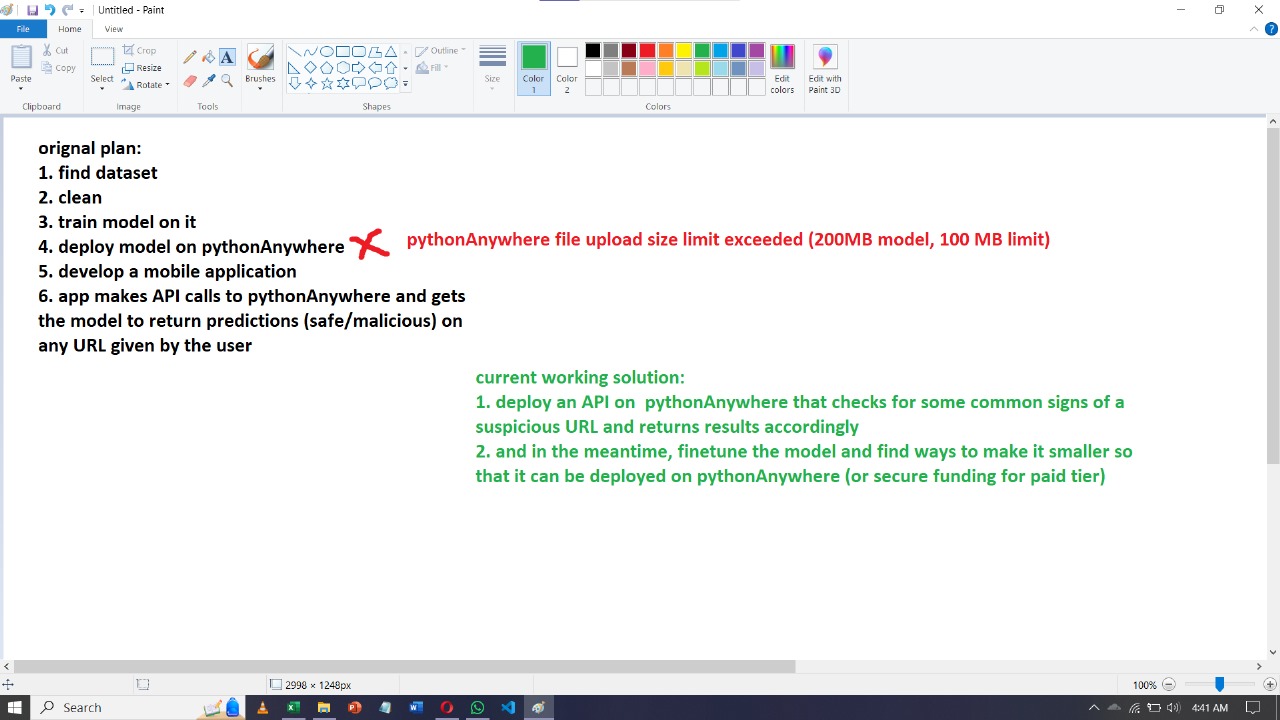 Untitled - Paint
File
Home
View
Paste
Cut
Copy
Clipboard
Select
Crop
Resize
Rotate
Image
Tools
Brushes
Shapes
Outline
Fill
Size
Color
1
Color
2
Edit
colors
Colors
Edit with
Paint 3D
orignal plan:
1. find dataset
2. clean
3. train model on it
4. deploy model on pythonAnywhere
pythonAnywhere file upload size limit exceeded (200MB model, 100 MB limit)
5. develop a mobile application
6. app makes API calls to pythonAnywhere and gets
the model to return predictions (safe/malicious) on
any URL given by the user
current working solution:
1. deploy an API on  pythonAnywhere that checks for some common signs of a
suspicious URL and returns results accordingly
2. and in the meantime, finetune the model and find ways to make it smaller so
that it can be deployed on pythonAnywhere (or secure funding for paid tier)
2998 × 1248px
100%
Search
4:41 AM